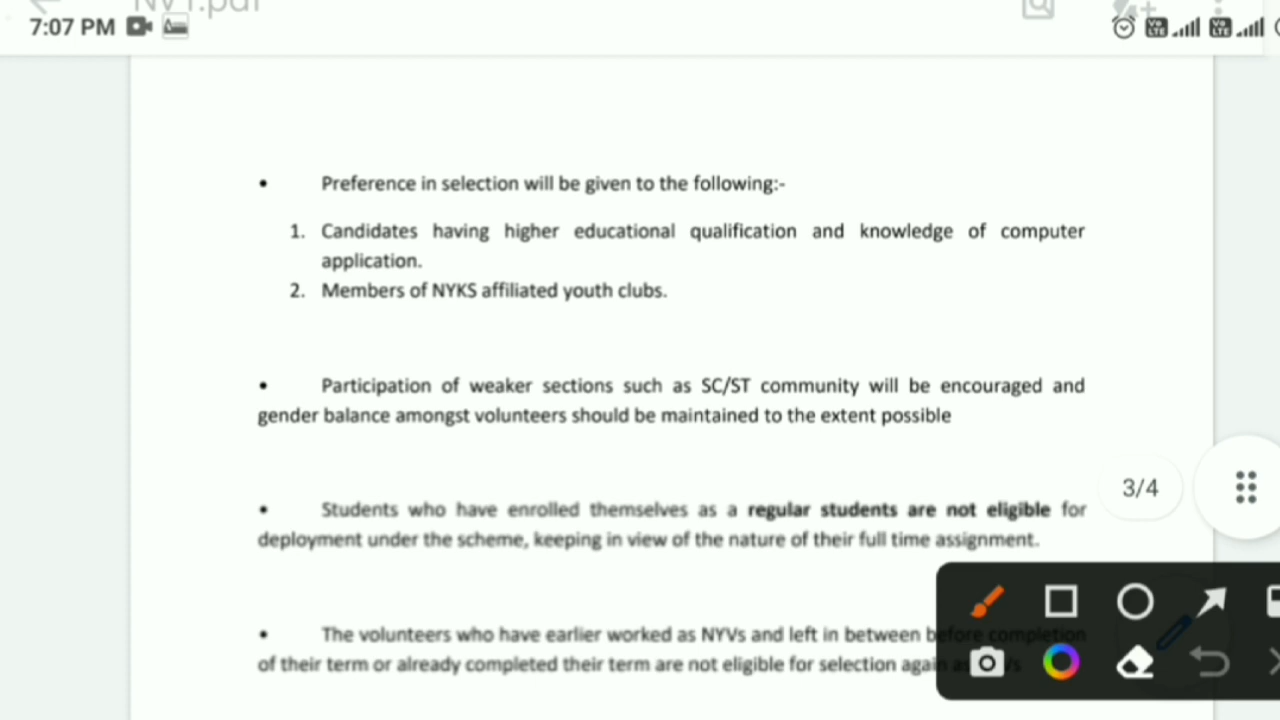 7:07 PM
• Preference in selection will be given to the following:-
1. Candidates having higher educational qualification and knowledge of computer
application.
2. Members of NYKS affiliated youth clubs.
• Participation of weaker sections such as SC/ST community will be encouraged and
gender balance amongst volunteers should be maintained to the extent possible
• Students who have enrolled themselves as a regular students are not eligible for
deployment under the scheme, keeping in view of the nature of their full time assignment.
3/4
• The volunteers who have earlier worked as NYVs and left in between before completion
of their term or already completed their term are not eligible for selection again